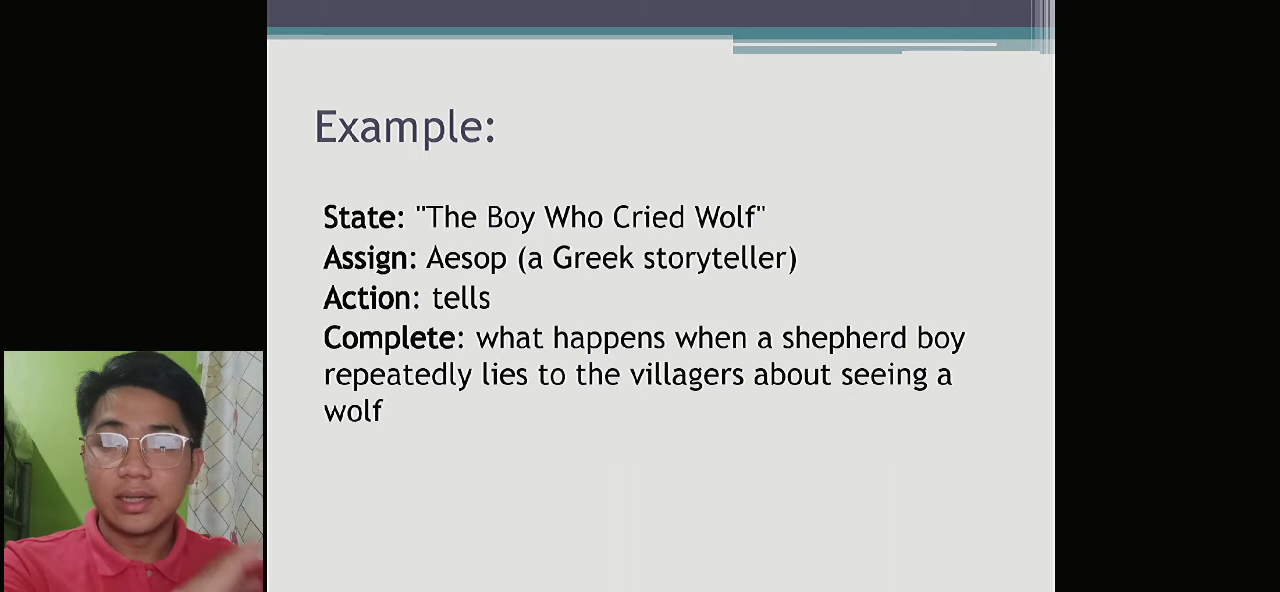 Example:
State: "The Boy Who Cried Wolf"
Assign: Aesop (a Greek storyteller)
Action: tells
Complete: what happens when a shepherd boy
repeatedly lies to the villagers about seeing a
wolf